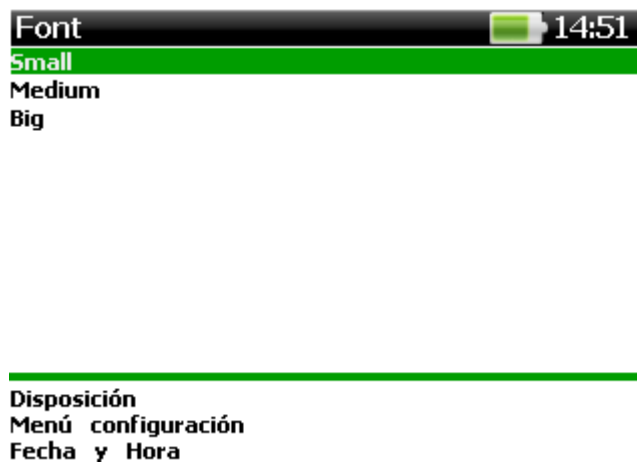 Font 14:51
Small
Medium
Big
Disposición
Menú configuración
Fecha y Hora